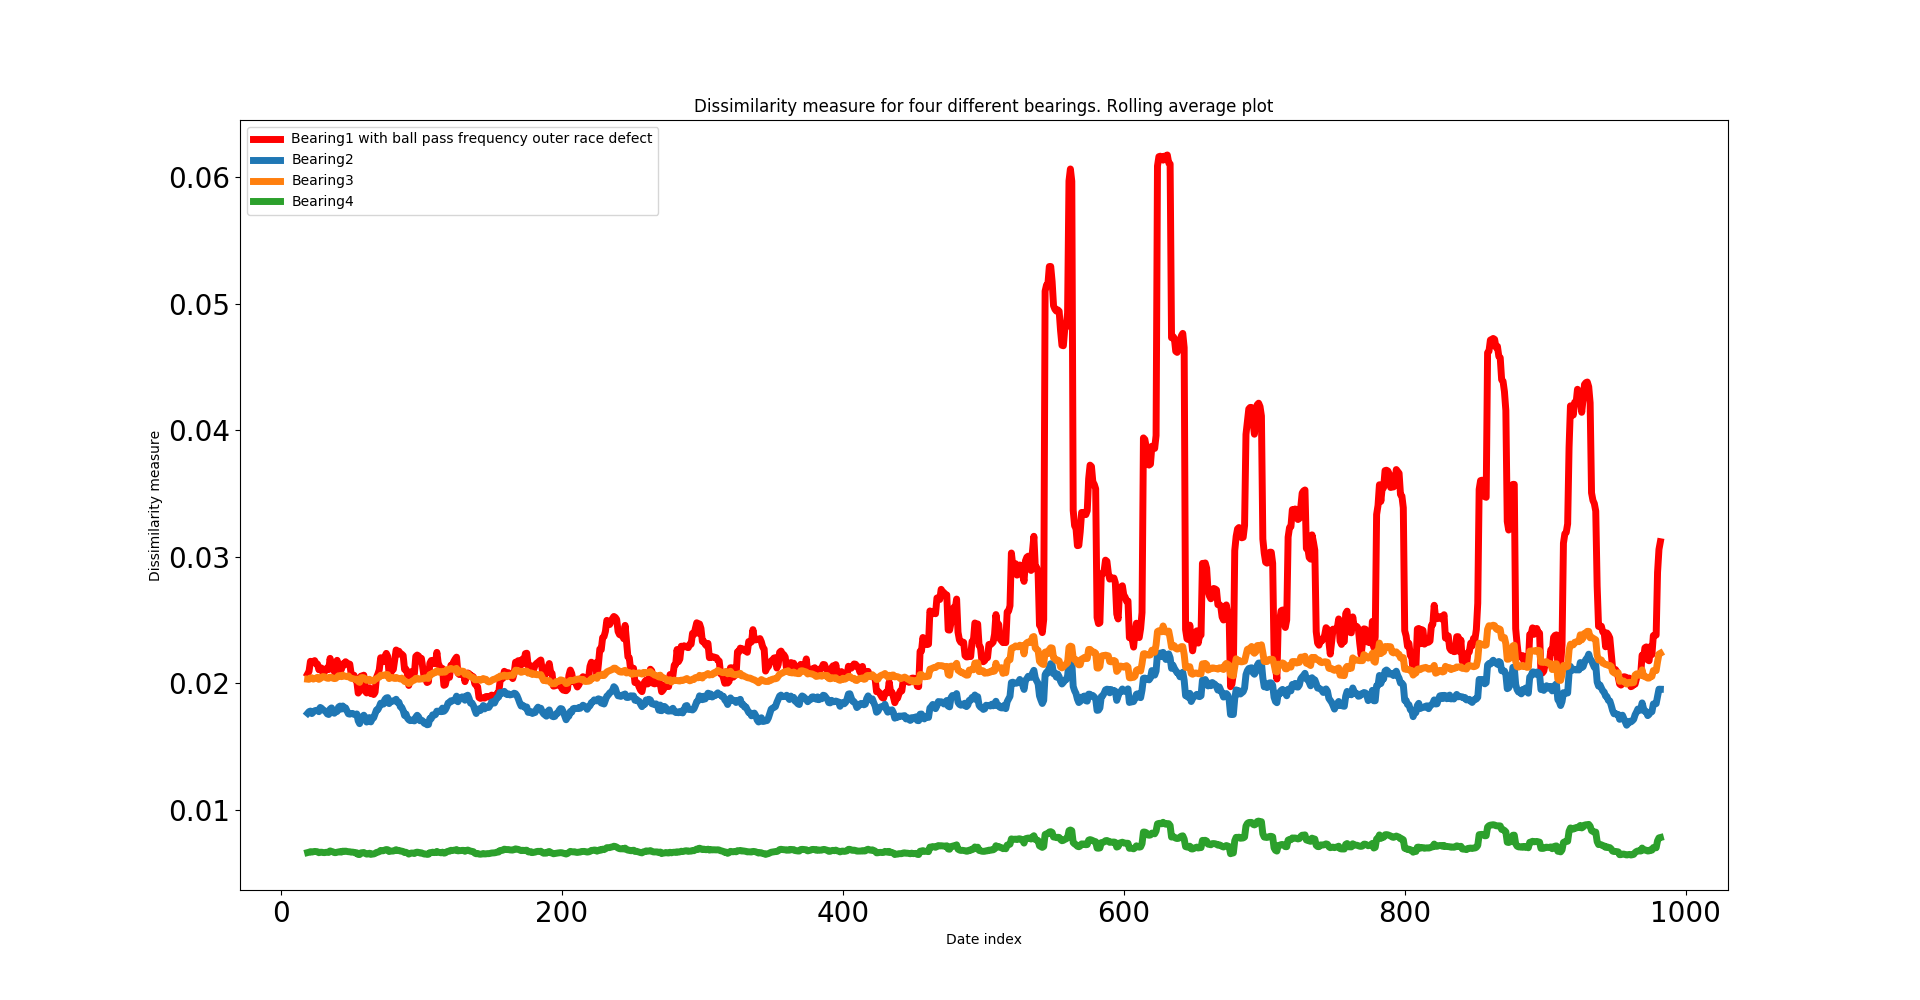 Dissimilarity measure for four different bearings. Rolling average plot
Bearing1 with ball pass frequency outer race defect
Bearing2
Bearing3
Bearing4
0.06
0.05
0.04
0.03
0.02
0.01
Dissimilarity measure
0 200 400 600 800 1000
Date index